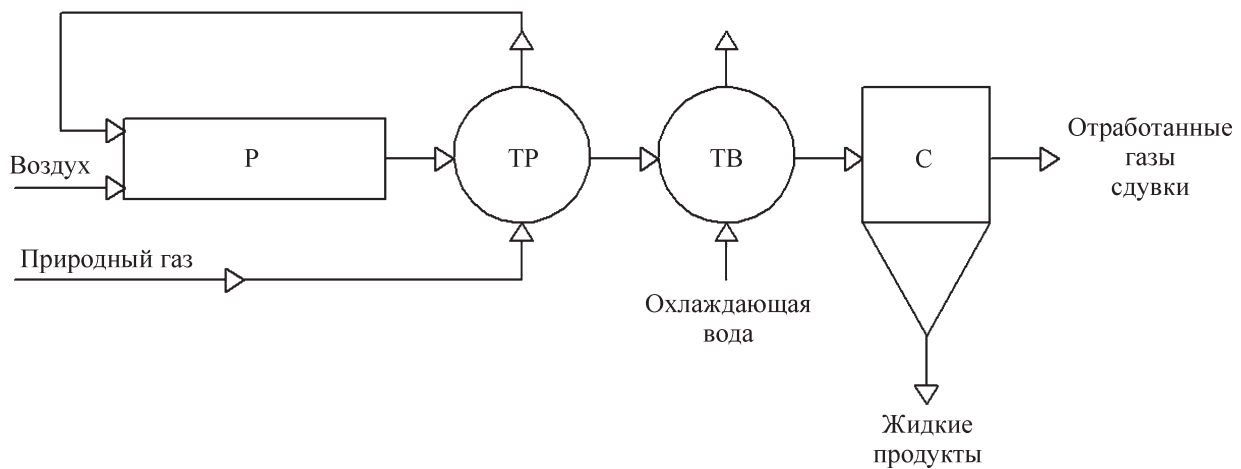 Воздух
Р
ТР
ТВ
С
Отработанные
газы
сдувки
Природный газ
Охлаждающая
вода
Жидкие
продукты